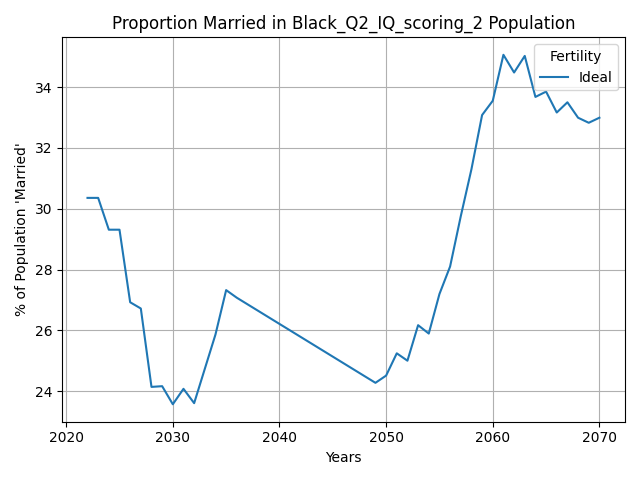 Proportion Married in Black_Q2_IQ_scoring_2 Population
Fertility
Ideal
% of Population 'Married'
34
32
30
28
26
24
2020 2030 2040 2050 2060 2070
Years